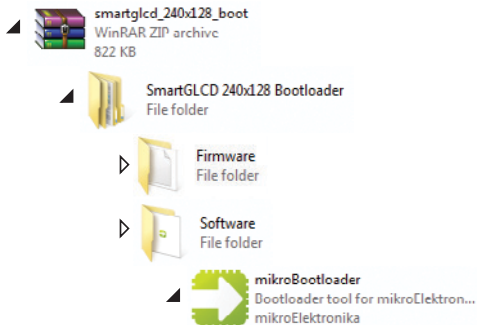 smartglcd_240x128_boot
WinRAR ZIP archive
822 KB
SmartGLCD 240x128 Bootloader
File folder
Firmware
File folder
Software
File folder
mikroBootloader
Bootloader tool for mikroElektron...
mikroElektronika